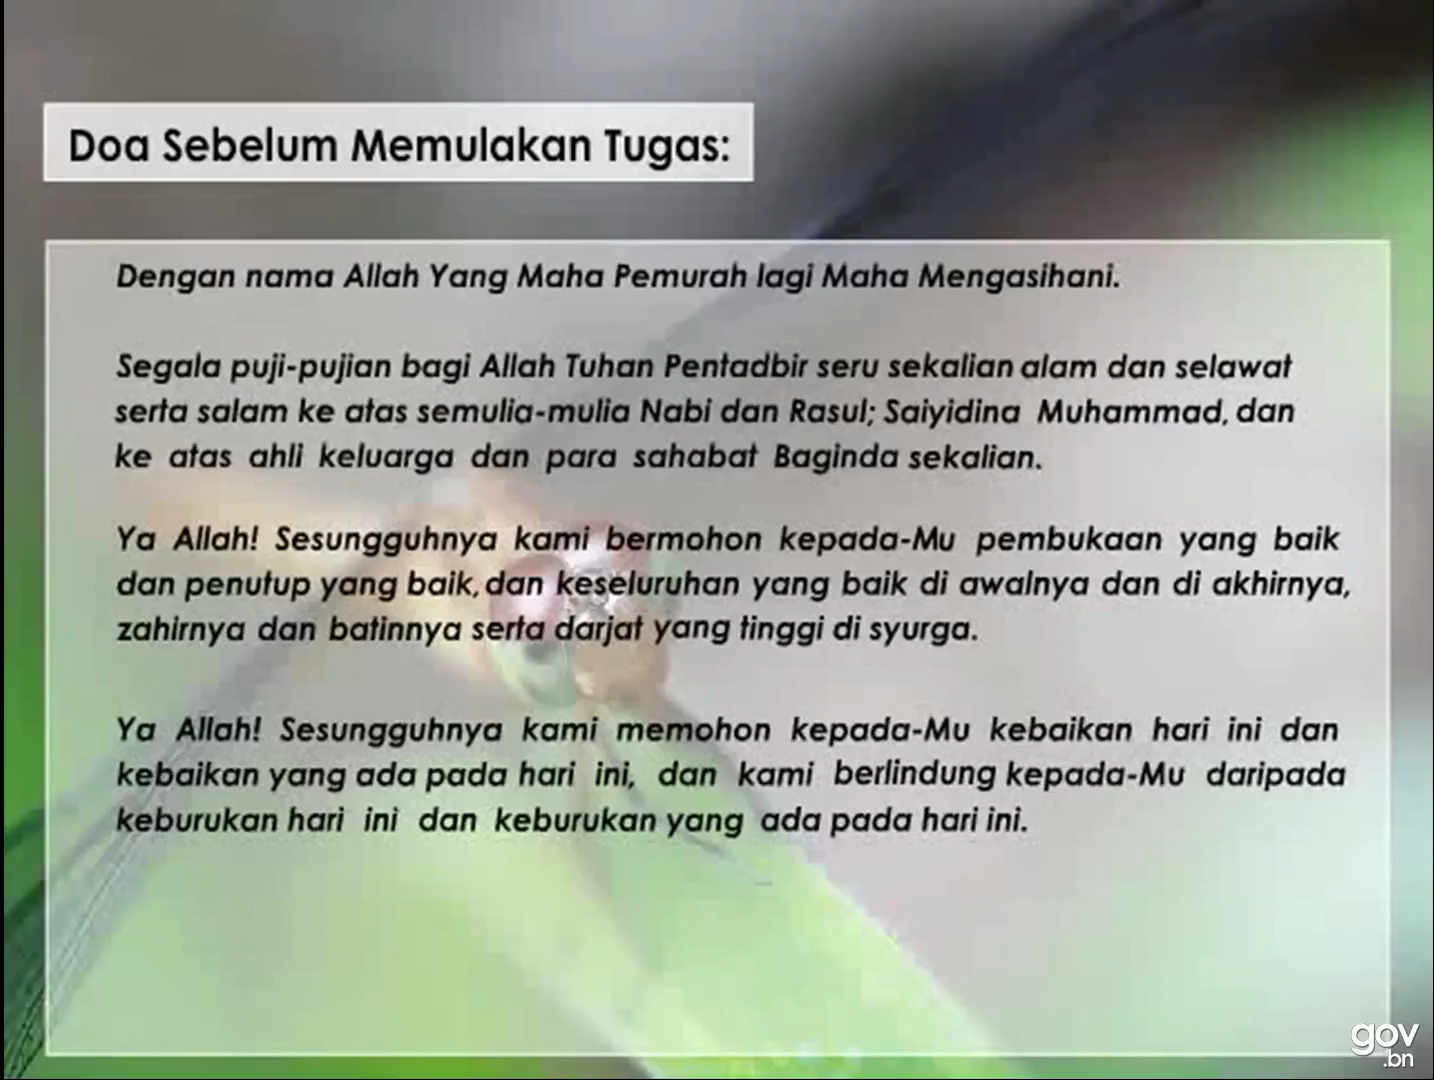 Doa Sebelum Memulakan Tugas:
Dengan nama Allah Yang Maha Pemurah lagi Maha Mengasihani.
Segala puji-pujian bagi Allah Tuhan Pentadbir seru sekalian alam dan selawat
serta salam ke atas semulia-mulia Nabi dan Rasul; Saiyidina Muhammad, dan
ke atas ahli keluarga dan para sahabat Baginda sekalian.
Ya Allah! Sesungguhnya kami bermohon kepada-Mu pembukaan yang baik
dan penutup yang baik, dan keseluruhan yang baik di awalnya dan di akhirnya,
zahirnya dan batinnya serta darjat yang tinggi di syurga.
Ya Allah! Sesungguhnya kami memohon kepada-Mu kebaikan hari ini dan
kebaikan yang ada pada hari ini, dan kami berlindung kepada-Mu daripada
keburukan hari ini dan keburukan yang ada pada hari ini.
gov
.bn